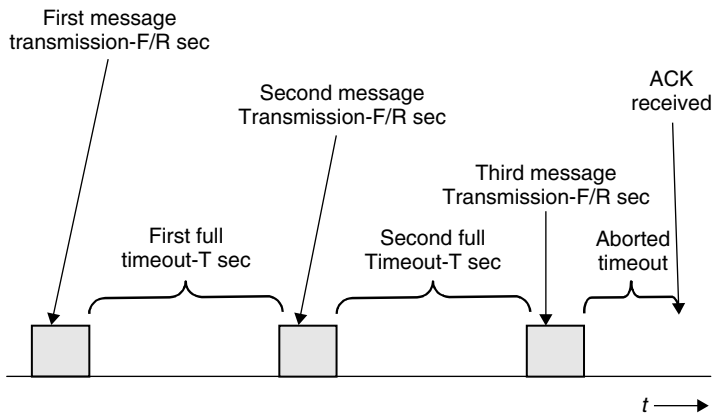 First message
transmission-F/R sec
Second message
Transmission-F/R sec
ACK
received
Third message
Transmission-F/R sec
First full
timeout-T sec
Second full
Timeout-T sec
Aborted
timeout
t